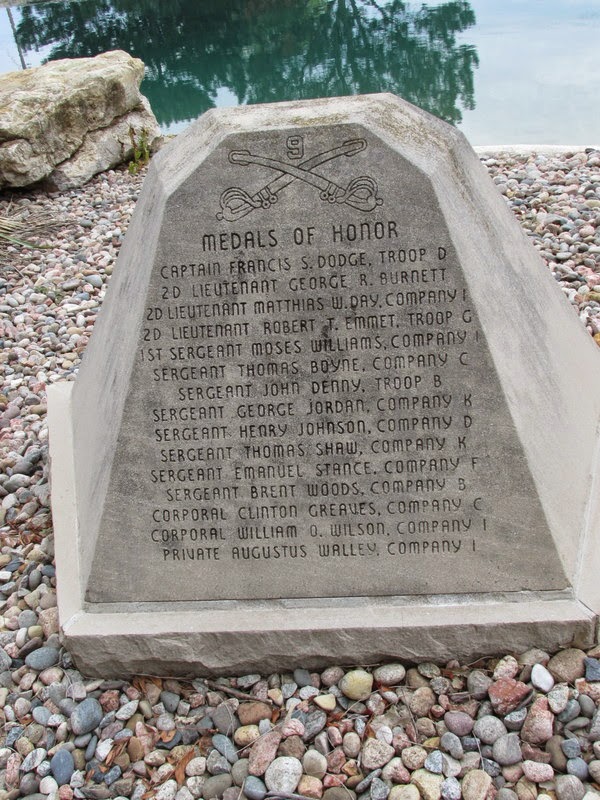 9
MEDALS OF HONOR
CAPTAIN FRANCIS S. DODGE, TROOP D
2D LIEUTENANT GEORGE R. BURNETT
2D LIEUTENANT MATTHIAS W. DAY, COMPANY I
2D LIEUTENANT ROBERT T. EMMET, TROOP G
1ST SERGEANT MOSES WILLIAMS, COMPANY I
SERGEANT THOMAS BOYNE, COMPANY C
SERGEANT JOHN DENNY, TROOP B
SERGEANT GEORGE JORDAN, COMPANY K
SERGEANT HENRY JOHNSON, COMPANY D
SERGEANT THOMAS SHAW, COMPANY K
SERGEANT EMANUEL STANCE, COMPANY F
SERGEANT BRENT WOODS, COMPANY B
CORPORAL CLINTON GREAVES, COMPANY C
CORPORAL WILLIAM O. WILSON, COMPANY I
PRIVATE AUGUSTUS WALLEY, COMPANY I